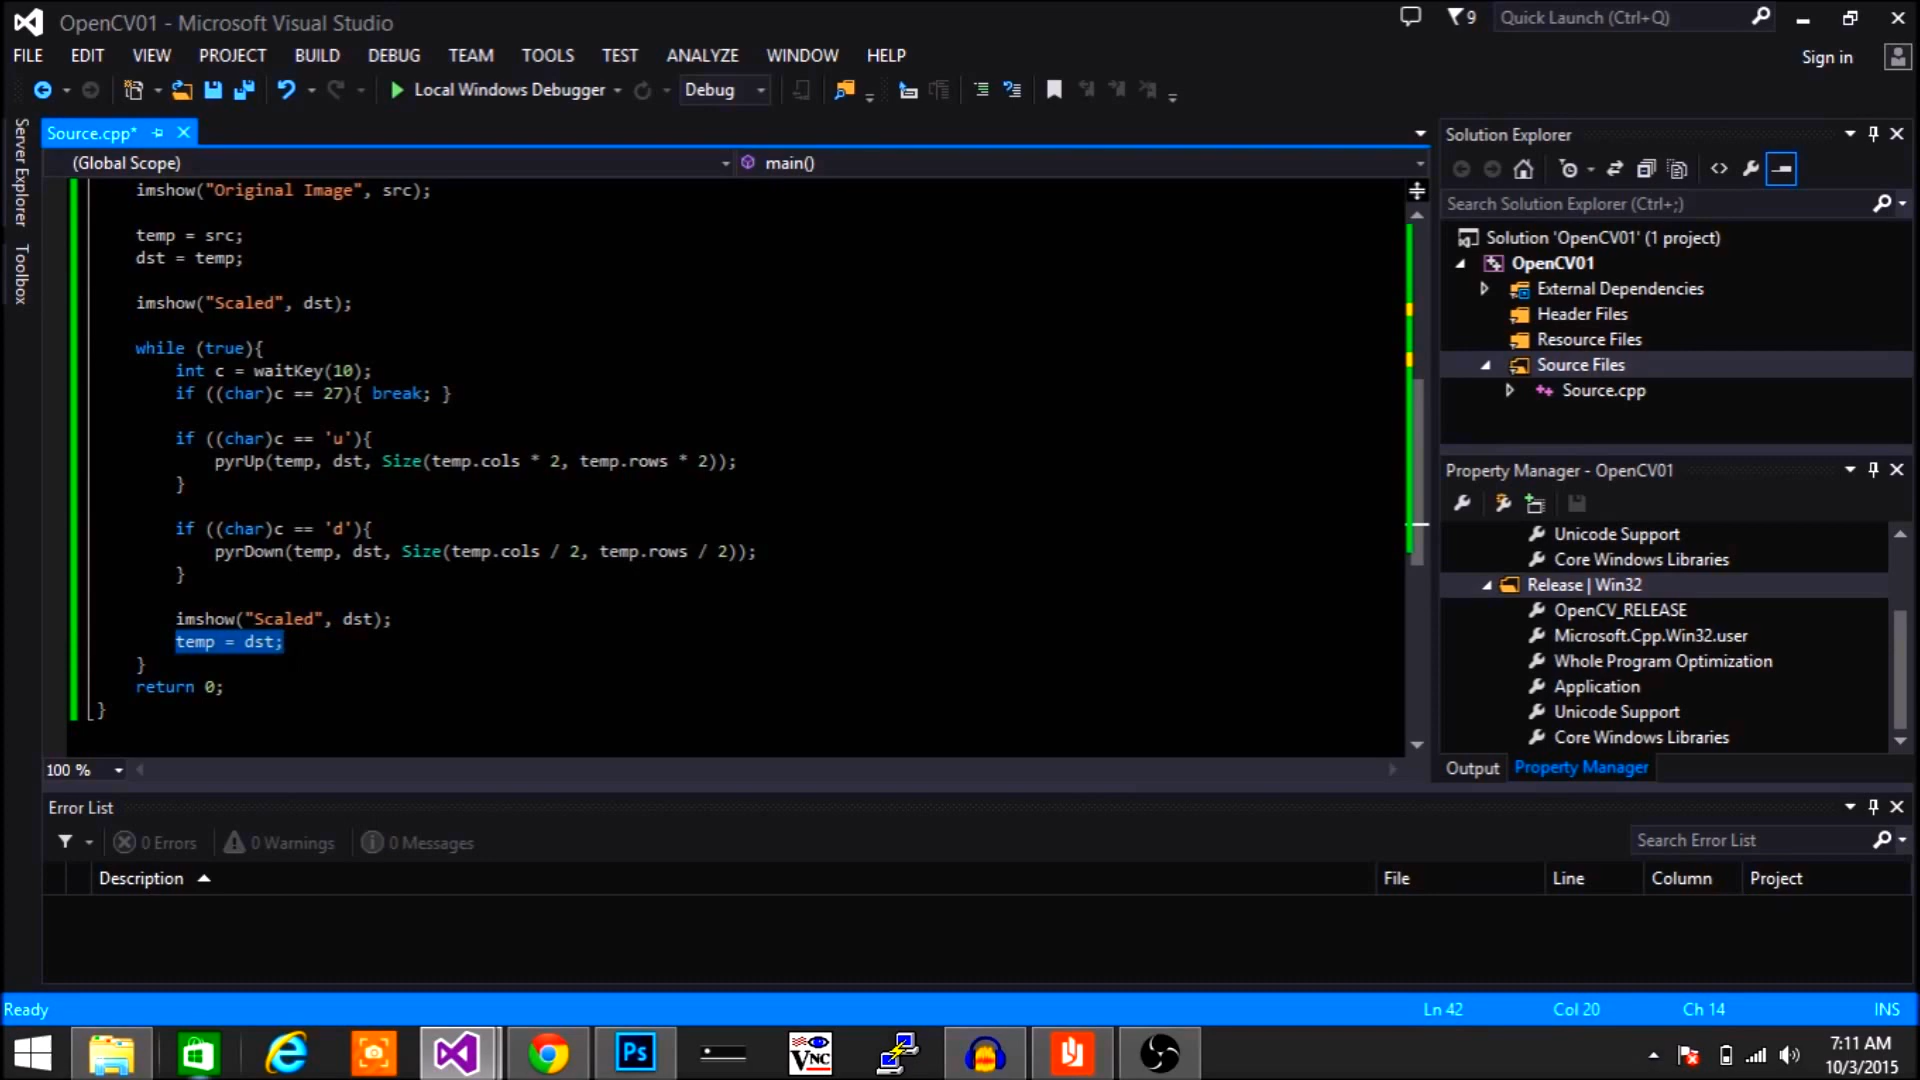 OpenCV01 - Microsoft Visual Studio
9
Quick Launch (Ctrl+Q)
FILE EDIT VIEW PROJECT BUILD DEBUG TEAM TOOLS TEST ANALYZE WINDOW HELP
Sign in
Local Windows Debugger
Debug
Server Explorer
Toolbox
Source.cpp*
(Global Scope)
main()
imshow("Original Image", src);
temp = src;
dst = temp;
imshow("Scaled", dst);
while (true){
int c = waitKey(10);
if ((char)c == 27){ break; }
if ((char)c == 'u'){
pyrUp(temp, dst, Size(temp.cols * 2, temp.rows * 2));
}
if ((char)c == 'd'){
pyrDown(temp, dst, Size(temp.cols / 2, temp.rows / 2));
}
imshow("Scaled", dst);
temp = dst;
}
return 0;
}
100 %
Solution Explorer
Search Solution Explorer (Ctrl+;)
Solution 'OpenCV01' (1 project)
OpenCV01
External Dependencies
Header Files
Resource Files
Source Files
Source.cpp
Property Manager - OpenCV01
Unicode Support
Core Windows Libraries
Release | Win32
OpenCV_RELEASE
Microsoft.Cpp.Win32.user
Whole Program Optimization
Application
Unicode Support
Core Windows Libraries
Output Property Manager
Error List
0 Errors 0 Warnings 0 Messages
Search Error List
Description File Line Column Project
Ready
Ln 42 Col 20 Ch 14 INS
Ps
VNC
7:11 AM
10/3/2015